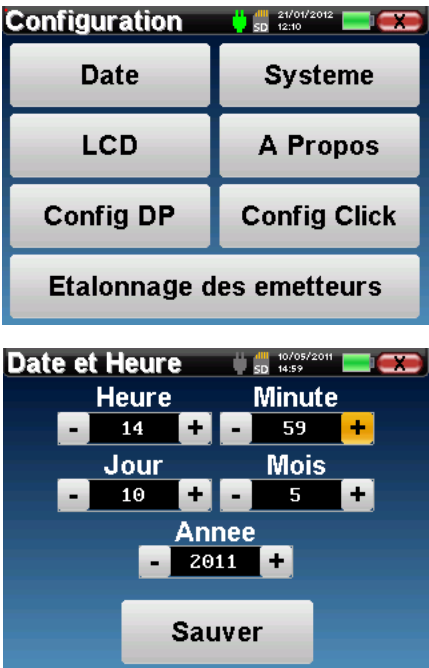 Configuration SD 21/01/2012 12:10 X
Date Systeme
LCD A Propos
Config DP Config Click
Etalonnage des emetteurs
Date et Heure SD 10/05/2011 14:59 X
Heure Minute
- 14 + - 59 +
Jour Mois
- 10 + - 5 +
Annee
- 2011 +
Sauver